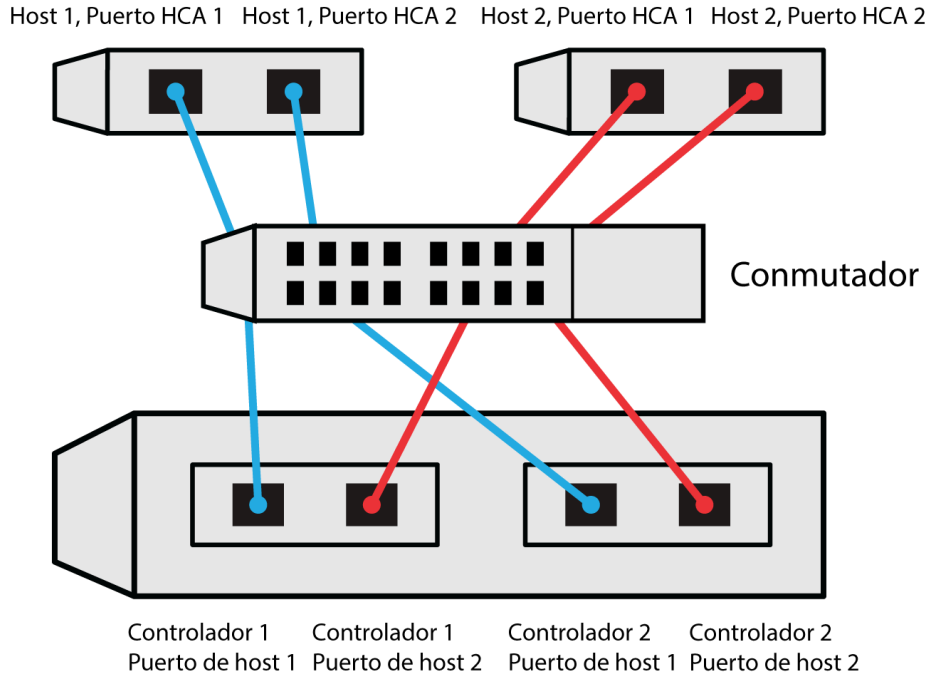 Host 1, Puerto HCA 1 Host 1, Puerto HCA 2 Host 2, Puerto HCA 1 Host 2, Puerto HCA 2
Conmutador
Controlador 1 Controlador 1 Controlador 2 Controlador 2
Puerto de host 1 Puerto de host 2 Puerto de host 1 Puerto de host 2